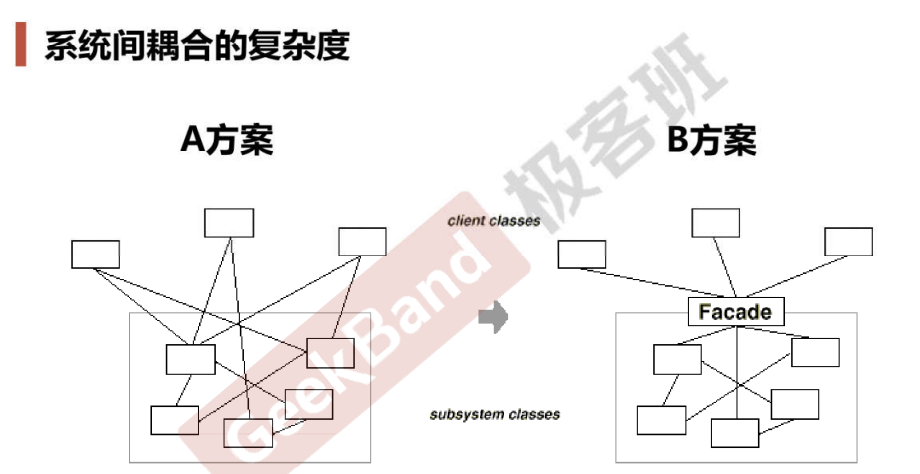 系统间耦合的复杂度
A方案
B方案
极客班
GeekBand
client classes
Facade
subsystem classes